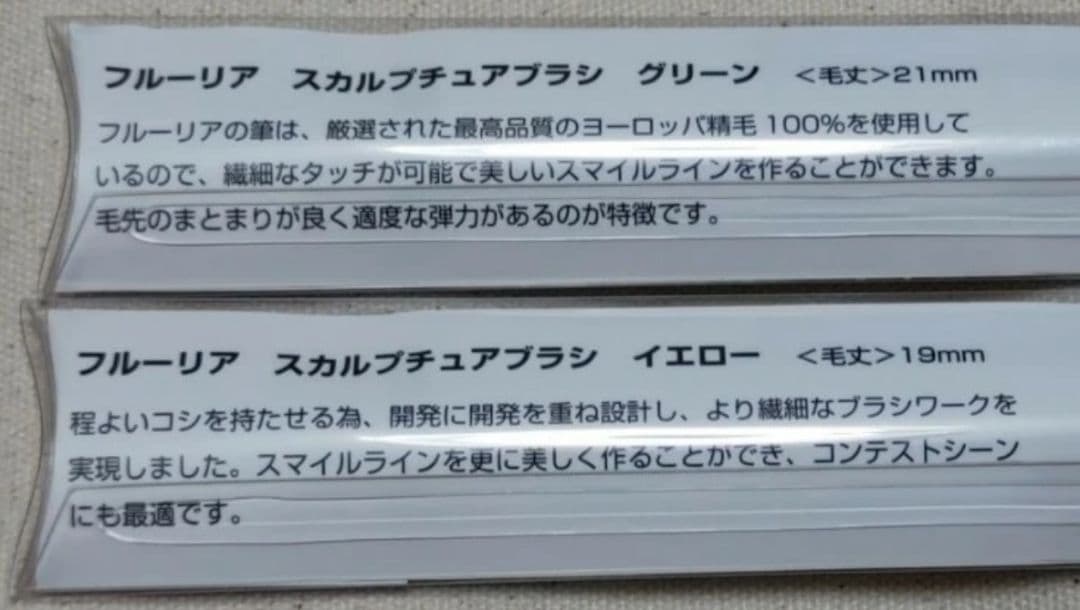 フルーリア　スカルプチュアブラシ　グリーン　＜毛丈＞21mm
フルーリアの筆は、厳選された最高品質のヨーロッパ精毛 100%を使用して
いるので、繊細なタッチが可能で美しいスマイルラインを作ることができます。
毛先のまとまりが良く適度な弾力があるのが特徴です。
フルーリア　スカルプチュアブラシ　イエロー　＜毛丈＞19mm
程よいコシを持たせる為、開発に開発を重ね設計し、より繊細なブラシワークを
実現しました。スマイルラインを更に美しく作ることができ、コンテストシーン
にも最適です。